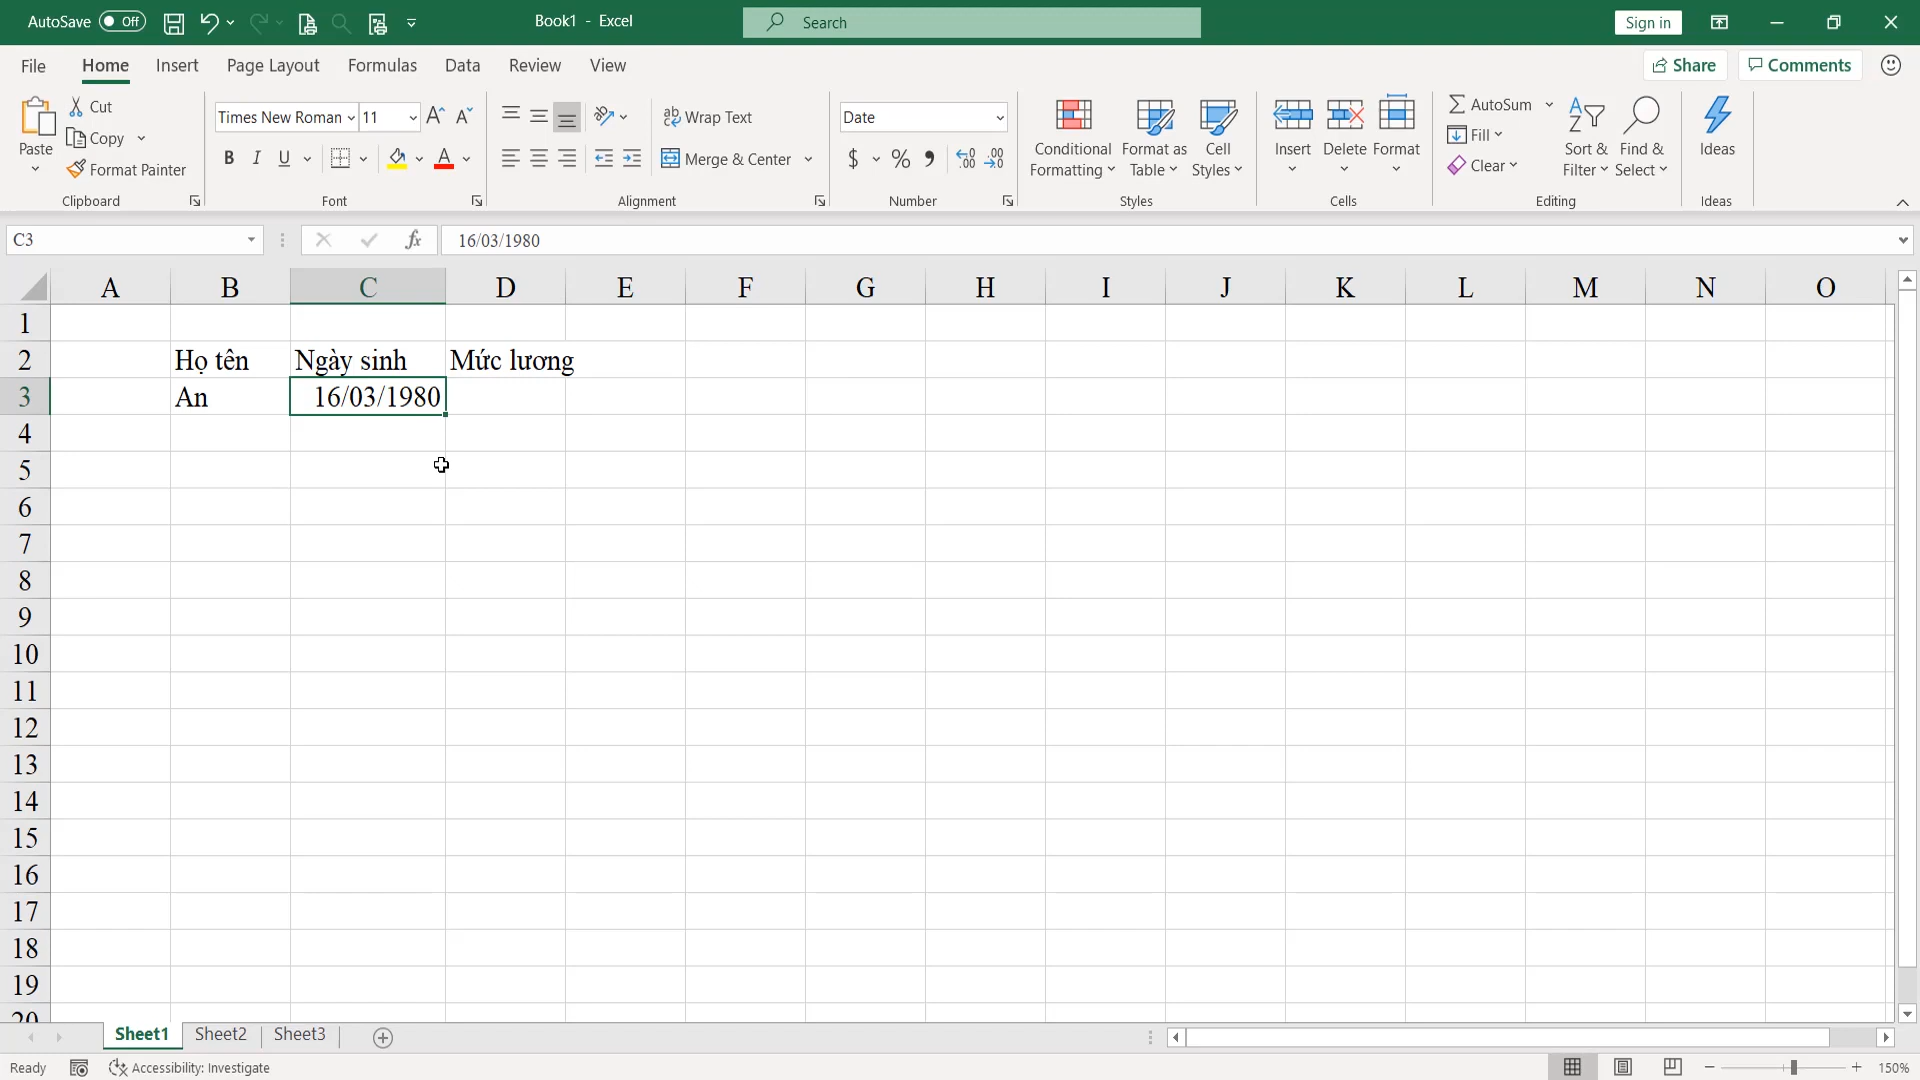 AutoSave Off Book1 - Excel Search Sign in
File Home Insert Page Layout Formulas Data Review View Share Comments
Paste Cut Copy Format Painter Clipboard
Times New Roman 11 B I U Font
Wrap Text Merge & Center Alignment
Date $ % Number
Conditional Formatting Format as Table Cell Styles Styles
Insert Delete Format Cells
AutoSum Fill Clear Sort & Filter Find & Select Editing
Ideas Ideas
C3 fx 16/03/1980
A B C D E F G H I J K L M N O
1
2 Họ tên Ngày sinh Mức lương
3 An 16/03/1980
4
5
6
7
8
9
10
11
12
13
14
15
16
17
18
19
20
Sheet1 Sheet2 Sheet3
Ready Accessibility: Investigate 150%